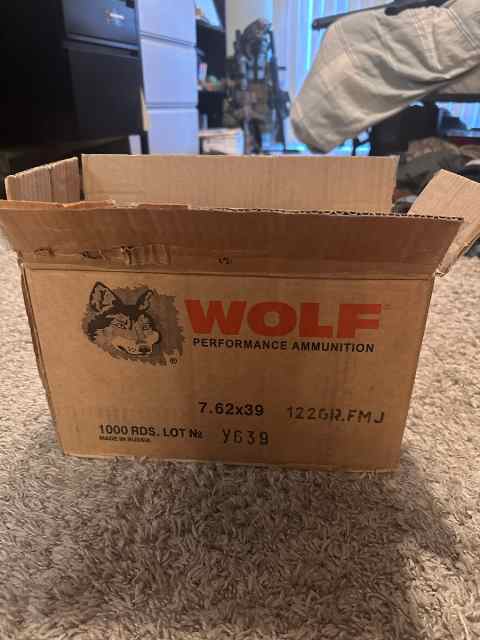 WOLF
PERFORMANCE AMMUNITION
®
7.62x39 122GR.FMJ
1000 RDS. LOT № Y639
MADE IN RUSSIA